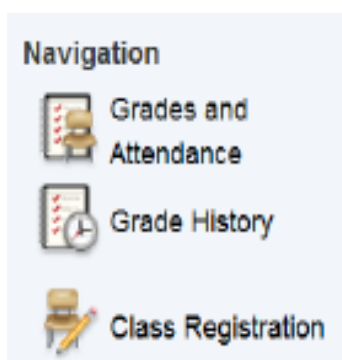 Navigation
Grades and
Attendance
Grade History
Class Registration